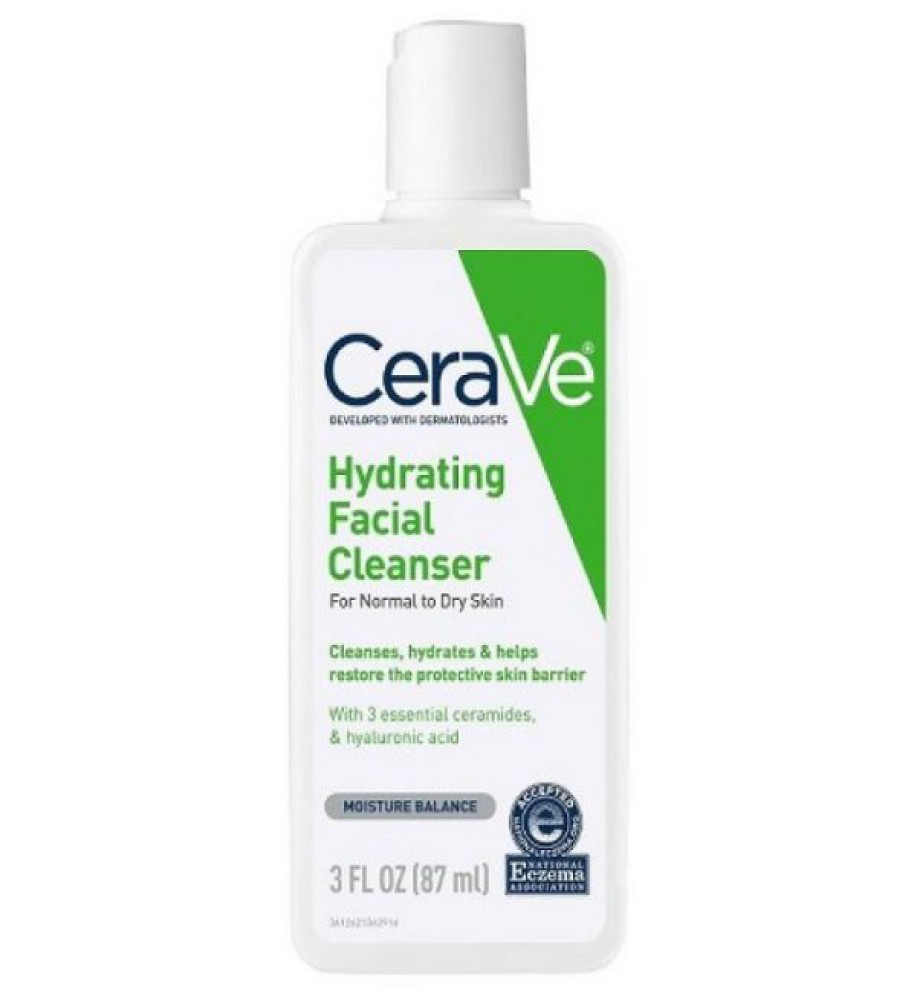 CeraVe®
DEVELOPED WITH DERMATOLOGISTS
Hydrating
Facial
Cleanser
For Normal to Dry Skin
Cleanses, hydrates & helps
restore the protective skin barrier
With 3 essential ceramides,
& hyaluronic acid
MOISTURE BALANCE
3 FL OZ (87 ml)
ACCEPTED
e
NATIONAL
Eczema
ASSOCIATION